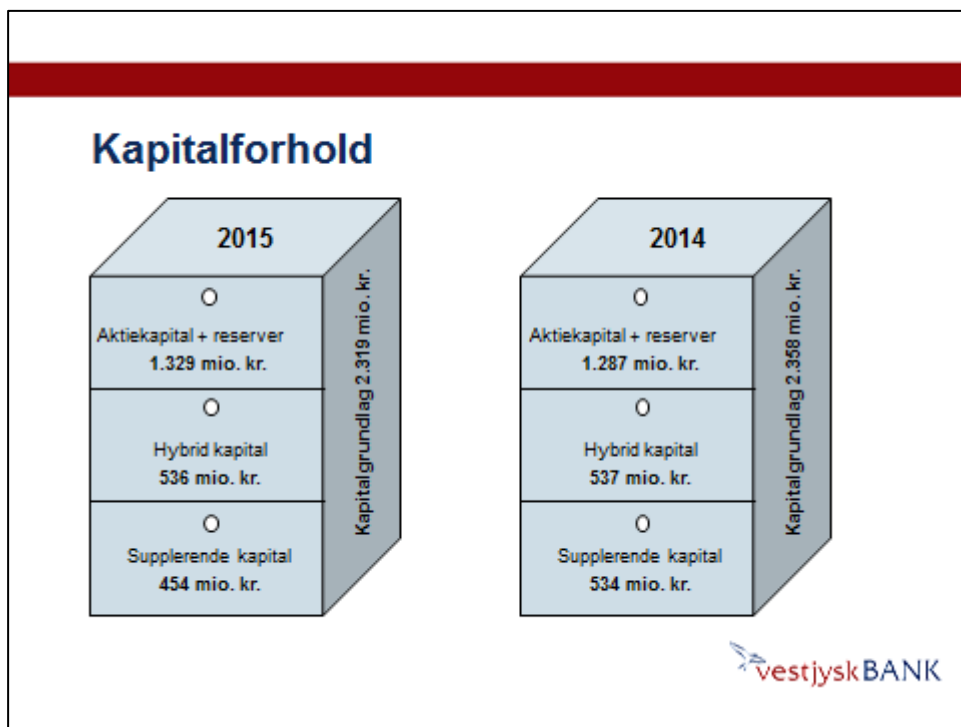 Kapitalforhold
2015
Aktiekapital + reserver
1.329 mio. kr.
Hybrid kapital
536 mio. kr.
Supplerende kapital
454 mio. kr.
Kapitalgrundlag 2.319 mio. kr.
2014
Aktiekapital + reserver
1.287 mio. kr.
Hybrid kapital
537 mio. kr.
Supplerende kapital
534 mio. kr.
Kapitalgrundlag 2.358 mio. kr.
vestjyskBANK